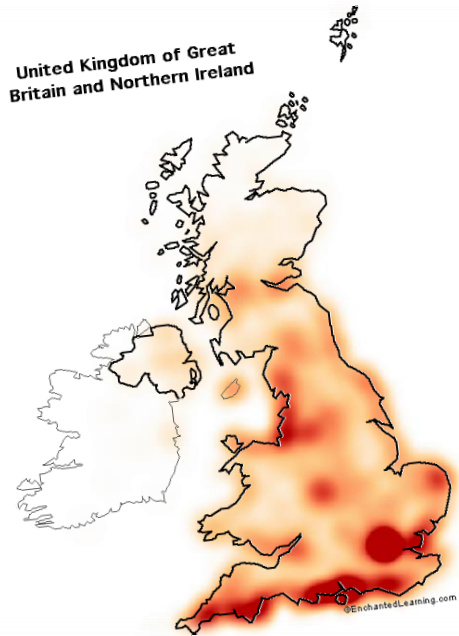 United Kingdom of Great
Britain and Northern Ireland
©EnchantedLearning.com